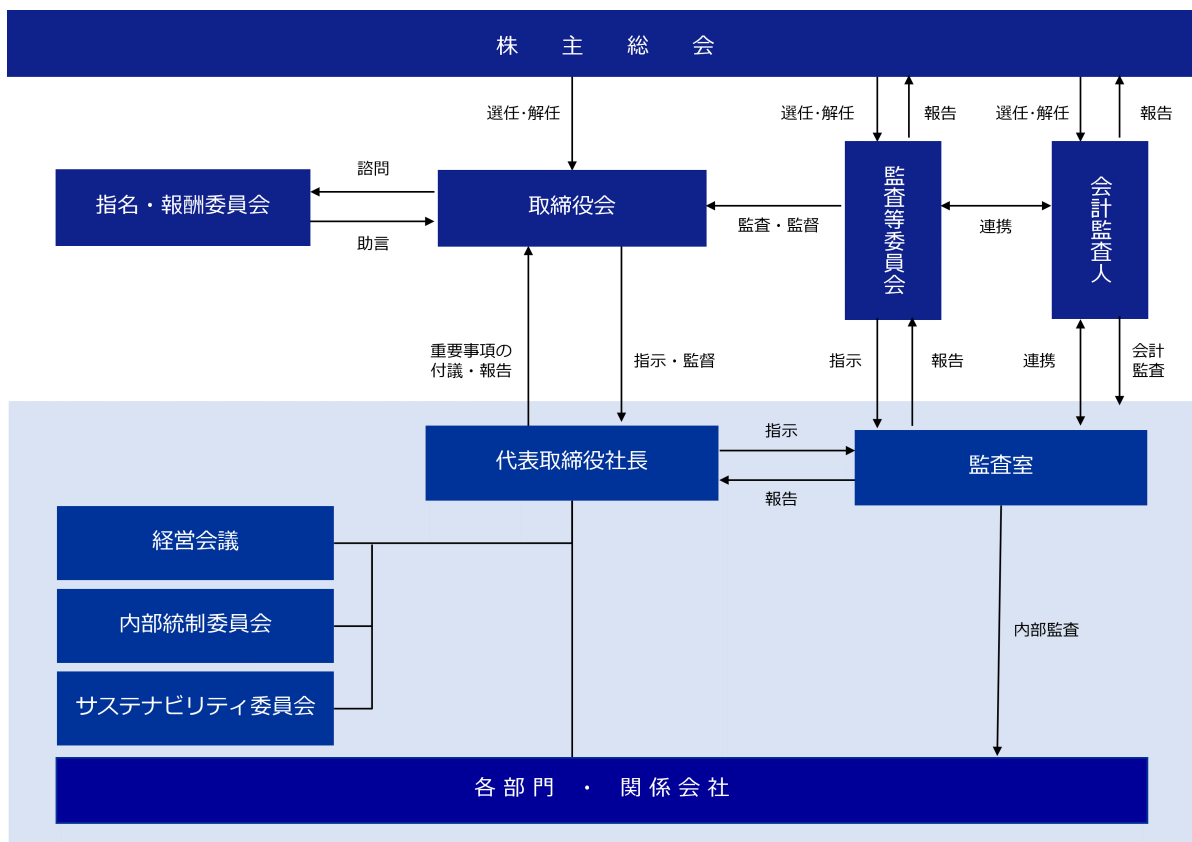 株 主 総 会
選任・解任
選任・解任
報告
選任・解任
報告
指名・報酬委員会
諮問
助言
取締役会
監査・監督
監査等委員会
連携
会計監査人
重要事項の
付議・報告
指示・監督
指示
報告
連携
会計
監査
代表取締役社長
指示
報告
監査室
経営会議
内部統制委員会
サステナビリティ委員会
内部監査
各部門 ・ 関係会社